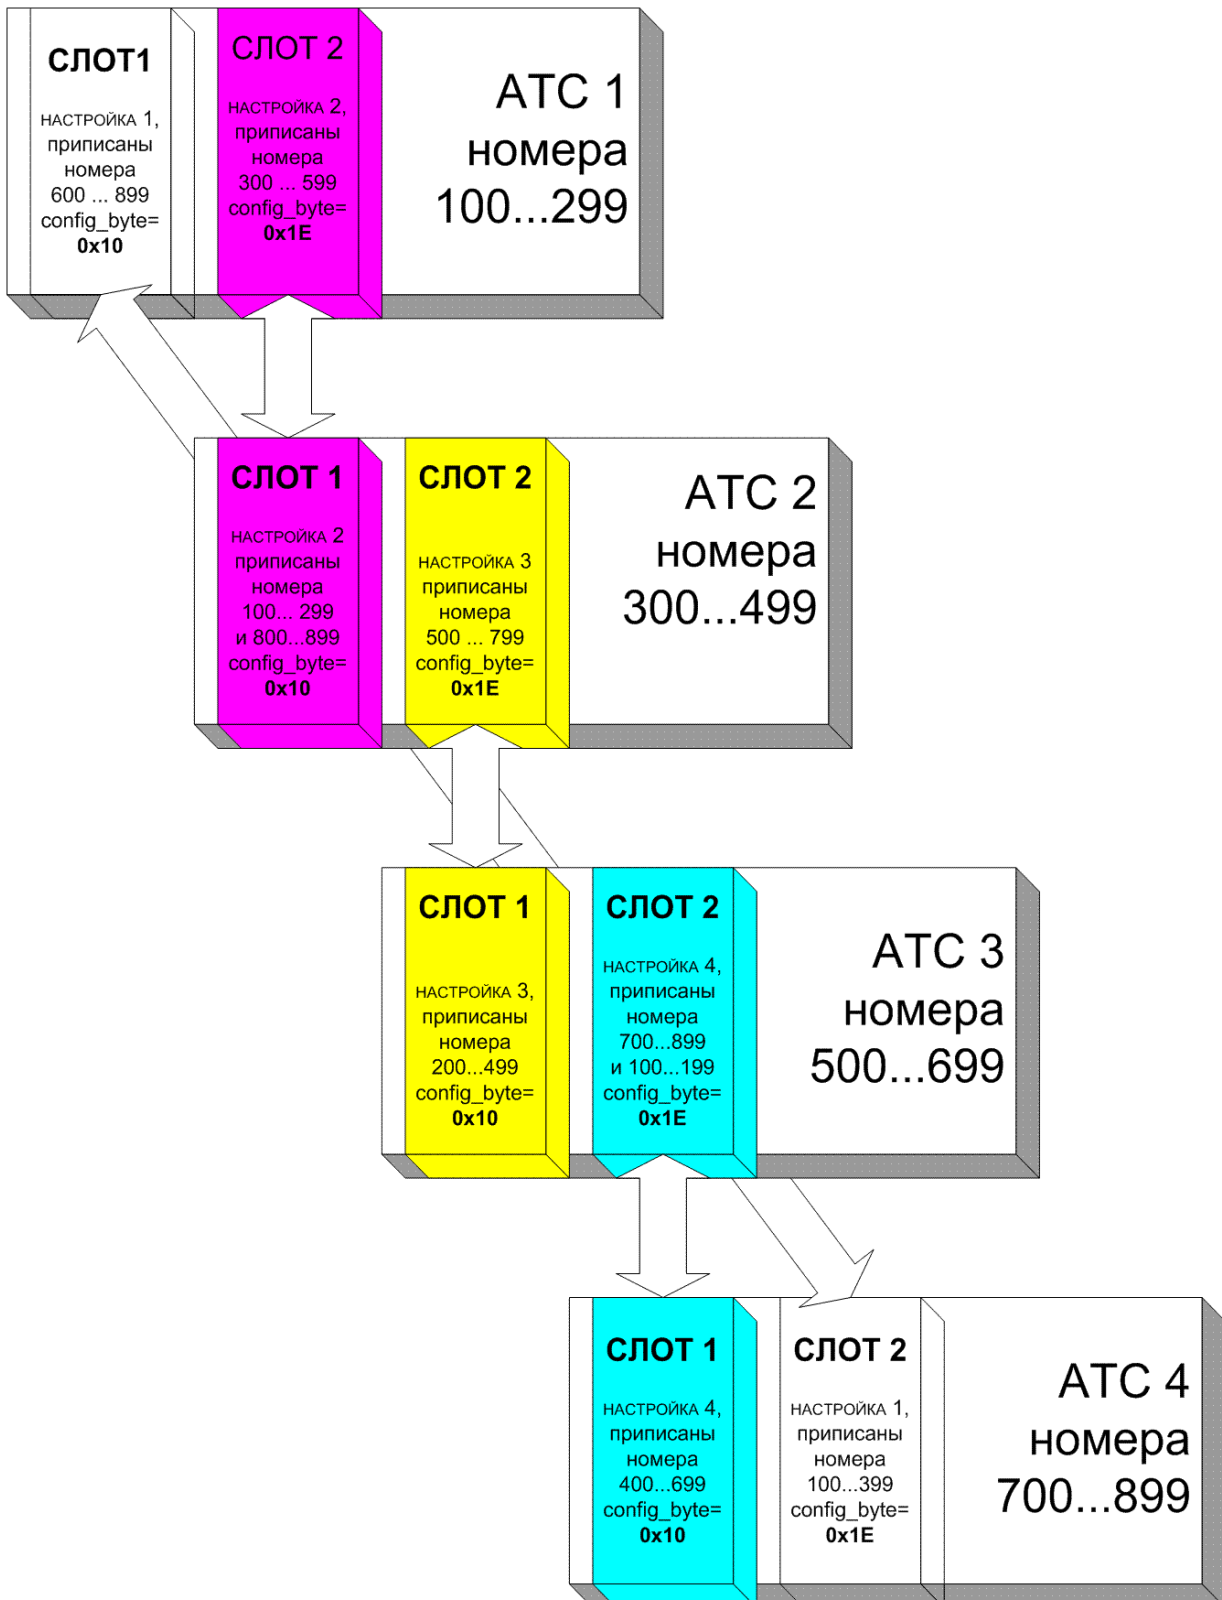 СЛОТ1
НАСТРОЙКА 1,
приписаны
номера
600 ... 899
config_byte=
0x10
СЛОТ 2
НАСТРОЙКА 2,
приписаны
номера
300 ... 599
config_byte=
0x1E
АТС 1
номера
100...299
СЛОТ 1
НАСТРОЙКА 2
приписаны
номера
100... 299
и 800...899
config_byte=
0x10
СЛОТ 2
НАСТРОЙКА 3
приписаны
номера
500 ... 799
config_byte=
0x1E
АТС 2
номера
300...499
СЛОТ 1
НАСТРОЙКА 3,
приписаны
номера
200...499
config_byte=
0x10
СЛОТ 2
НАСТРОЙКА 4,
приписаны
номера
700...899
и 100...199
config_byte=
0x1E
АТС 3
номера
500...699
СЛОТ 1
НАСТРОЙКА 4,
приписаны
номера
400...699
config_byte=
0x10
СЛОТ 2
НАСТРОЙКА 1,
приписаны
номера
100...399
config_byte=
0x1E
АТС 4
номера
700...899